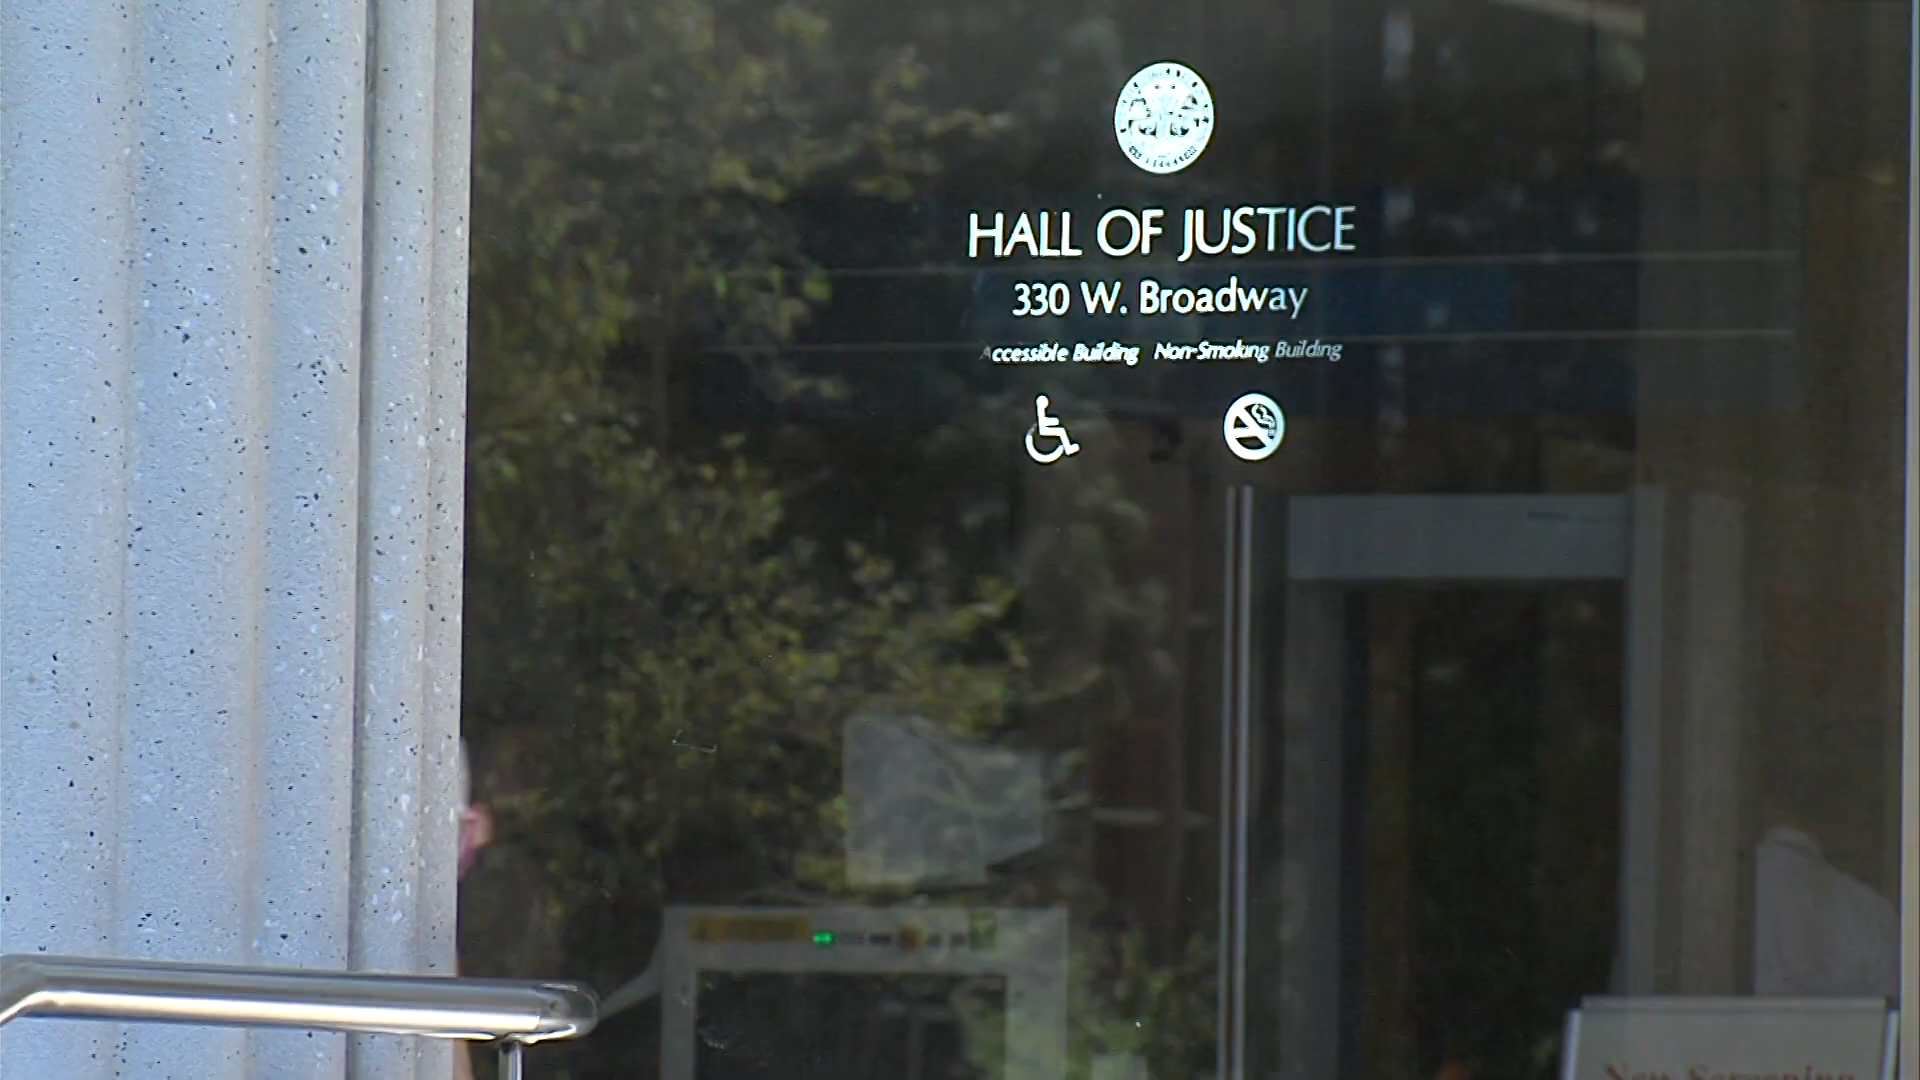 HALL OF JUSTICE
330 W. Broadway
Accessible Building Non-Smoking Building